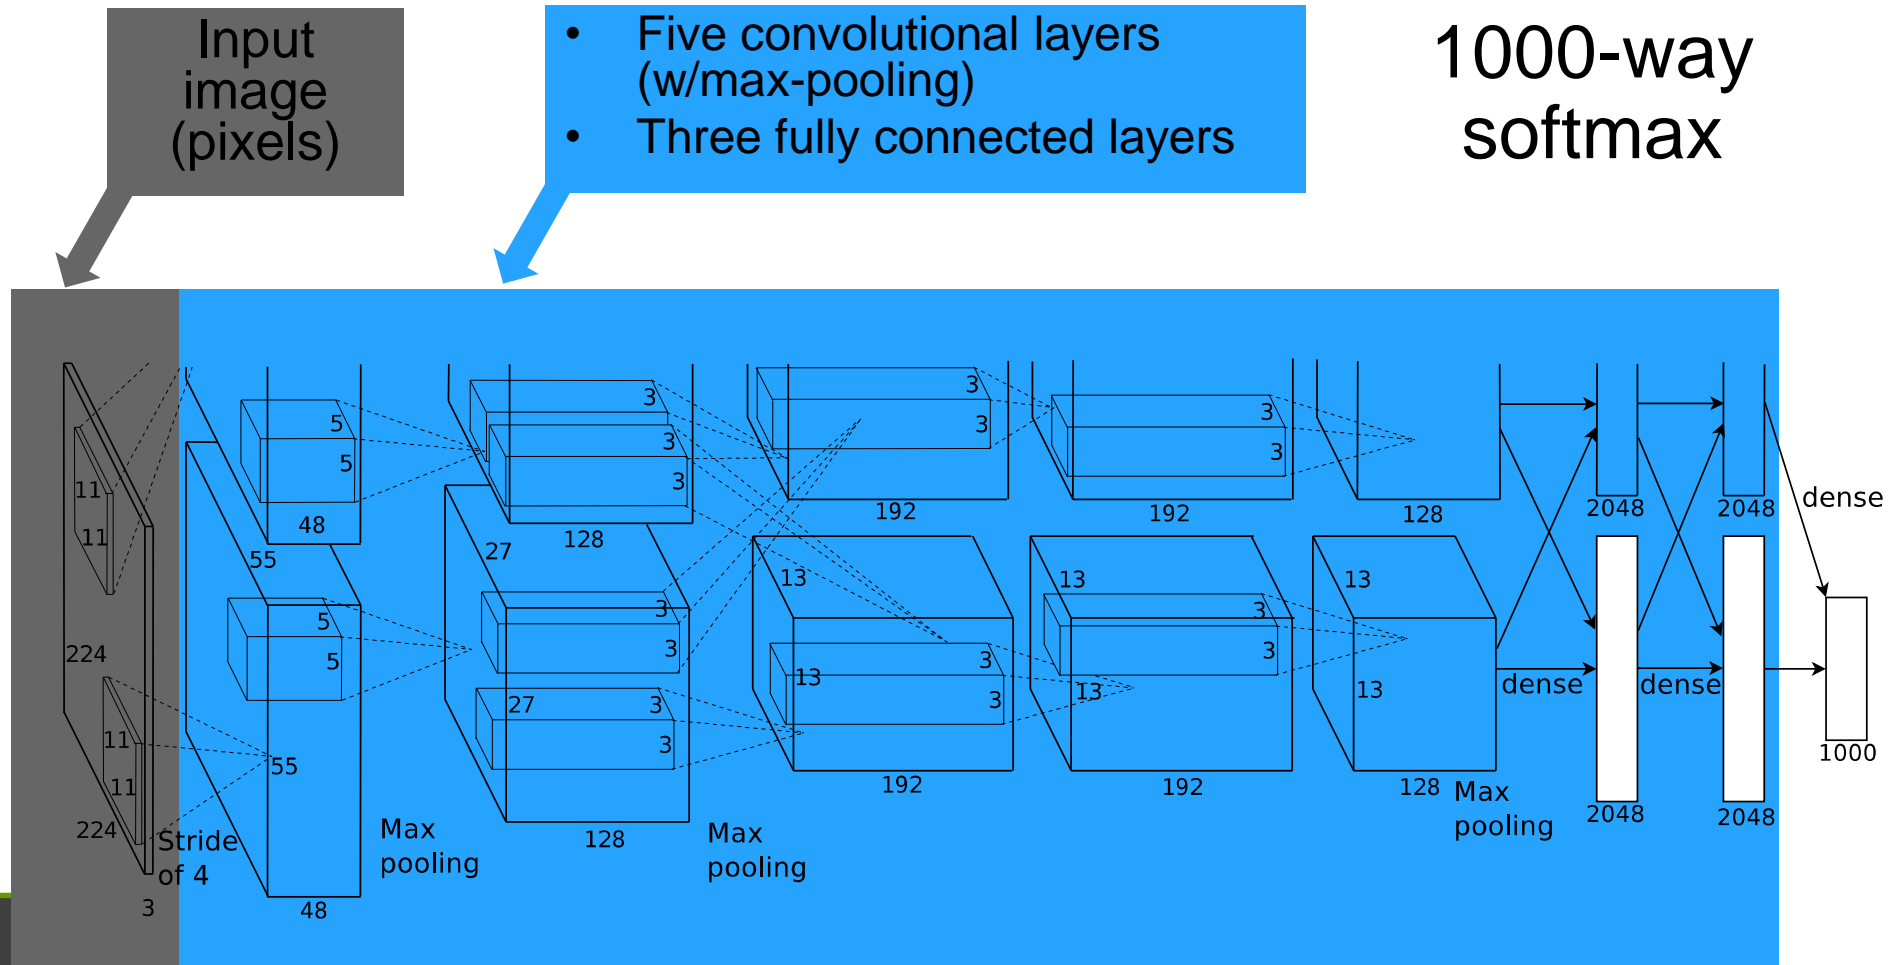 Input
image
(pixels)
• Five convolutional layers
(w/max-pooling)
• Three fully connected layers
1000-way
softmax
11
11
224
11
11
224
3
Stride
of 4
5
5
48
55
5
5
55
48
Max
pooling
3
3
3
3
128
27
3
3
27
3
3
128
Max
pooling
3
3
192
13
13
3
3
192
3
3
192
13
3
3
13
192
128
13
13
128
Max
pooling
2048
2048
dense
dense
dense
2048
2048
1000